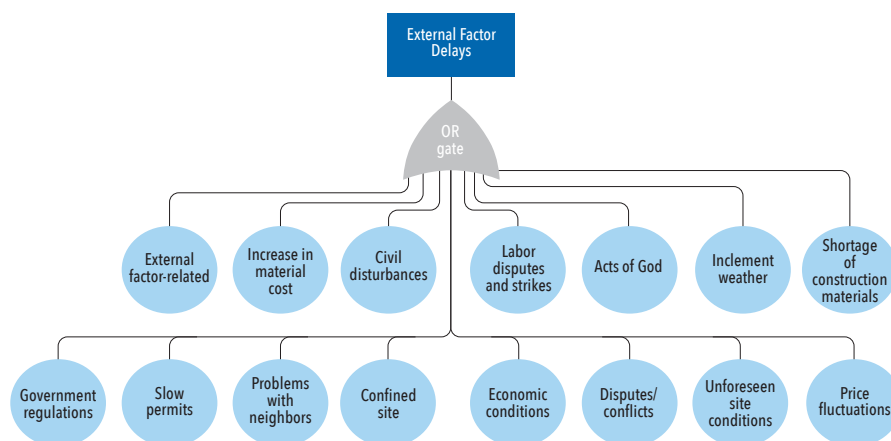 External Factor
Delays
OR
gate
External
factor-related
Increase in
material
cost
Civil
disturbances
Labor
disputes
and strikes
Acts of God
Inclement
weather
Shortage
of
construction
materials
Government
regulations
Slow
permits
Problems
with
neighbors
Confined
site
Economic
conditions
Disputes/
conflicts
Unforeseen
site
conditions
Price
fluctuations